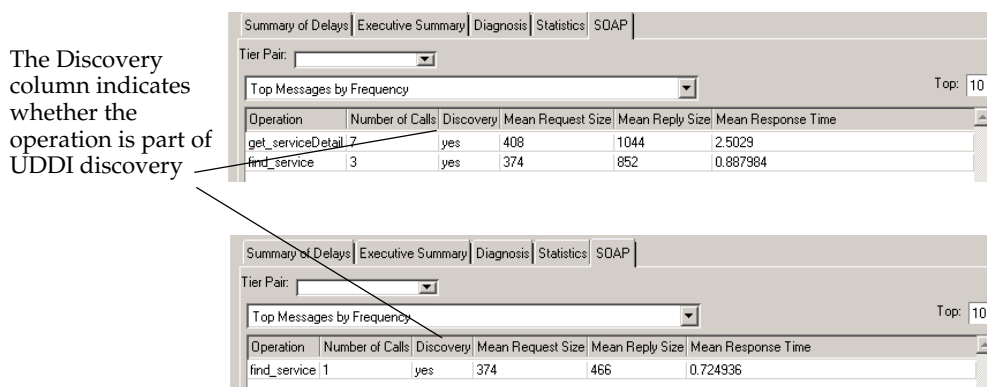 The Discovery
column indicates
whether the
operation is part of
UDDI discovery
Summary of Delays Executive Summary Diagnosis Statistics SOAP
Tier Pair:
Top Messages by Frequency Top: 10
Operation Number of Calls Discovery Mean Request Size Mean Reply Size Mean Response Time
get_serviceDetail 7 yes 408 1044 2.5029
find_service 3 yes 374 852 0.887984
Summary of Delays Executive Summary Diagnosis Statistics SOAP
Tier Pair:
Top Messages by Frequency Top: 10
Operation Number of Calls Discovery Mean Request Size Mean Reply Size Mean Response Time
find_service 1 yes 374 466 0.724936